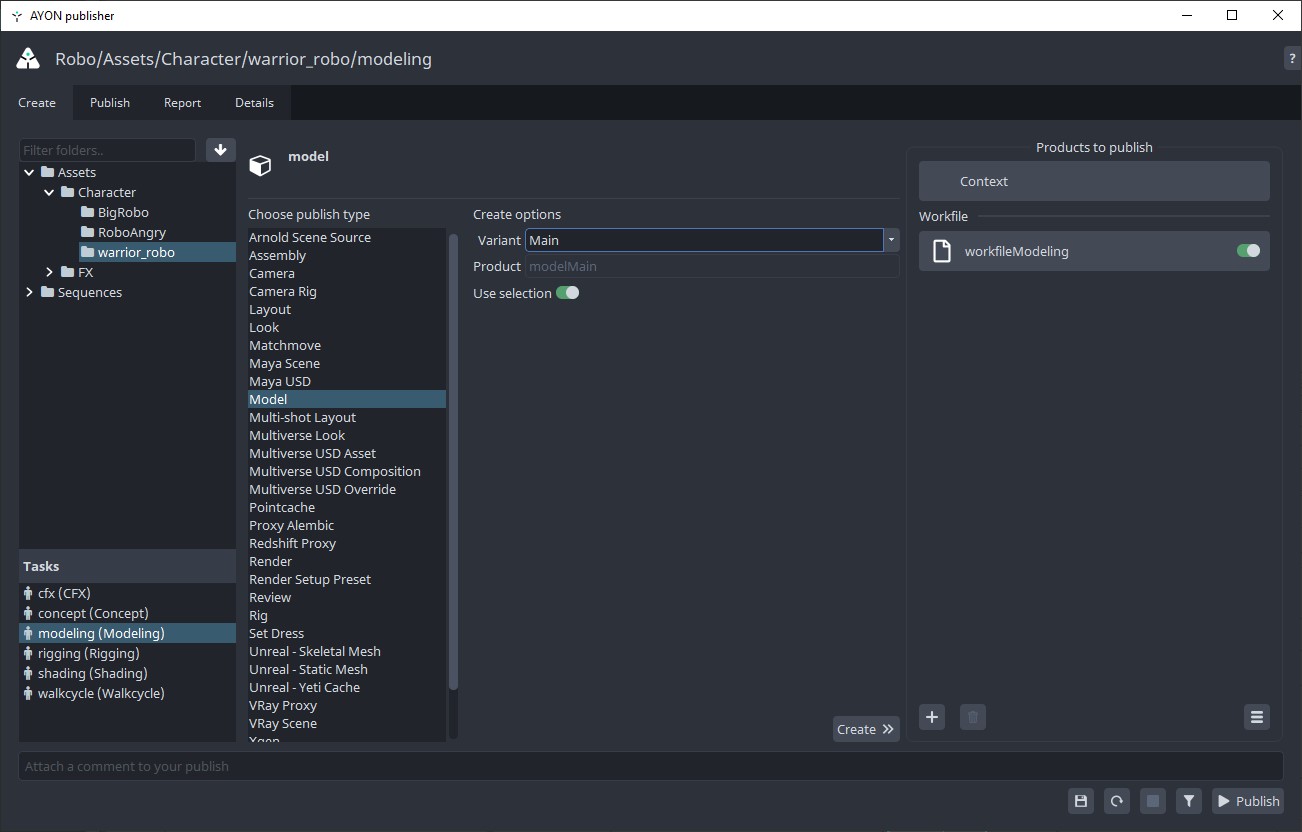 AYON publisher
Robo/Assets/Character/warrior_robo/modeling
?
Create
Publish
Report
Details
Filter folders..
Assets
Character
BigRobo
RoboAngry
warrior_robo
FX
Sequences
Tasks
cfx (CFX)
concept (Concept)
modeling (Modeling)
rigging (Rigging)
shading (Shading)
walkcycle (Walkcycle)
model
Choose publish type
Arnold Scene Source
Assembly
Camera
Camera Rig
Layout
Look
Matchmove
Maya Scene
Maya USD
Model
Multi-shot Layout
Multiverse Look
Multiverse USD Asset
Multiverse USD Composition
Multiverse USD Override
Pointcache
Proxy Alembic
Redshift Proxy
Render
Render Setup Preset
Review
Rig
Set Dress
Unreal - Skeletal Mesh
Unreal - Static Mesh
Unreal - Yeti Cache
VRay Proxy
VRay Scene
Xgen
Create options
Variant Main
Product modelMain
Use selection
Create
Products to publish
Context
Workfile
workfileModeling
Attach a comment to your publish
Publish